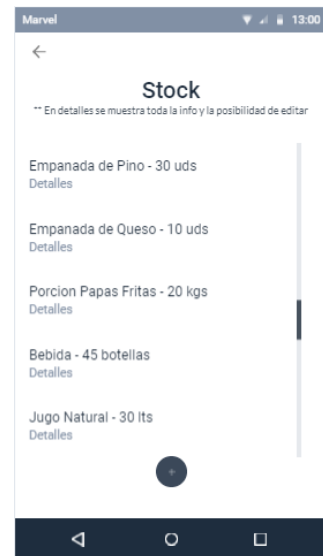 Marvel 13:00
Stock
** En detalles se muestra toda la info y la posibilidad de editar
Empanada de Pino - 30 uds
Detalles
Empanada de Queso - 10 uds
Detalles
Porcion Papas Fritas - 20 kgs
Detalles
Bebida - 45 botellas
Detalles
Jugo Natural - 30 lts
Detalles
+